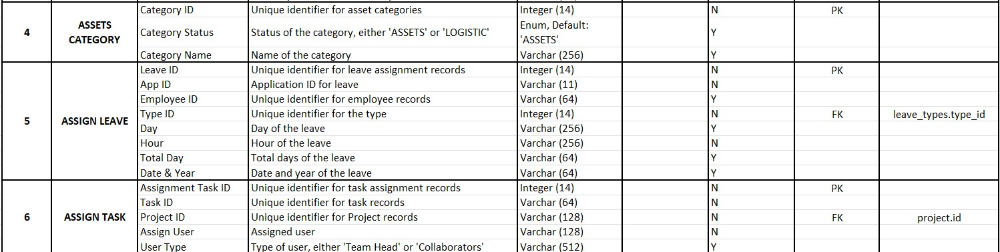 Category ID Unique identifier for asset categories Integer (14) N PK
4 ASSETS CATEGORY Category Status Status of the category, either 'ASSETS' or 'LOGISTIC' Enum, Default: 'ASSETS' Y
Category Name Name of the category Varchar (256) Y
Leave ID Unique identifier for leave assignment records Integer (14) N PK
App ID Application ID for leave Varchar (11) N
Employee ID Unique identifier for employee records Varchar (64) Y
5 ASSIGN LEAVE Type ID Unique identifier for the type Integer (14) N FK leave_types.type_id
Day Day of the leave Varchar (256) Y
Hour Hour of the leave Varchar (256) N
Total Day Total days of the leave Varchar (64) Y
Date & Year Date and year of the leave Varchar (64) Y
Assignment Task ID Unique identifier for task assignment records Integer (14) N PK
Task ID Unique identifier for task records Varchar (64) N
6 ASSIGN TASK Project ID Unique identifier for Project records Varchar (128) N FK project.id
Assign User Assigned user Varchar (128) N
User Type Type of user, either 'Team Head' or 'Collaborators' Varchar (512) Y